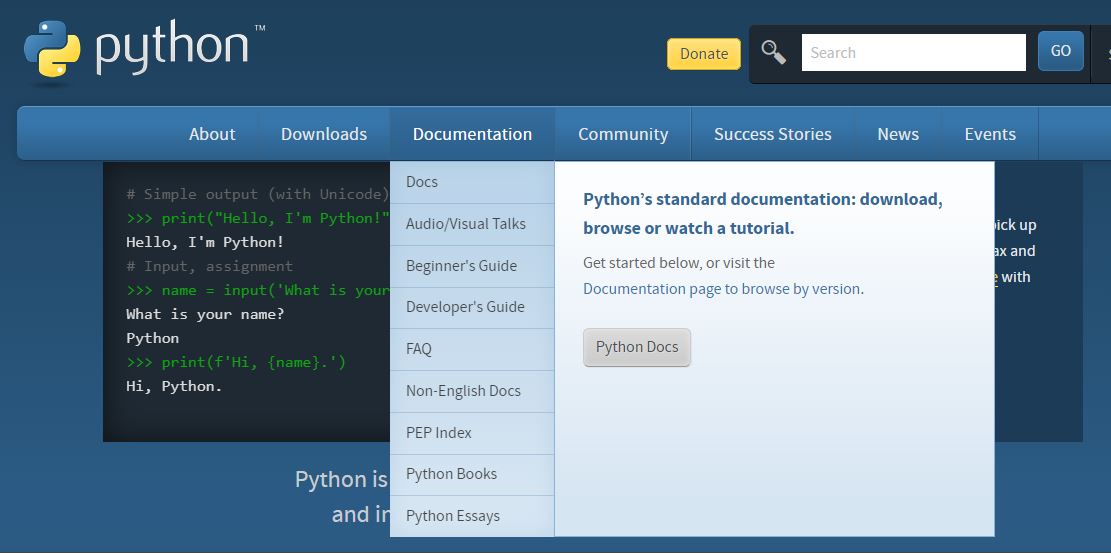 python™
Donate
Search
GO
About
Downloads
Documentation
Community
Success Stories
News
Events
# Simple output (with Unicode)
>>> print("Hello, I'm Python!"
Hello, I'm Python!
# Input, assignment
>>> name = input('What is your
What is your name?
Python
>>> print(f'Hi, {name}.')
Hi, Python.
Docs
Audio/Visual Talks
Beginner's Guide
Developer's Guide
FAQ
Non-English Docs
PEP Index
Python Books
Python Essays
Python’s standard documentation: download,
browse or watch a tutorial.
Get started below, or visit the
Documentation page to browse by version.
Python Docs
up
and
with
Python is
and